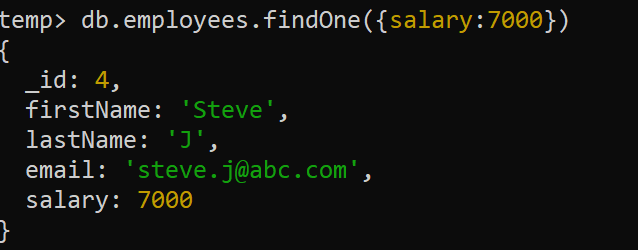 temp> db.employees.findOne({salary:7000})
{
  _id: 4,
  firstName: 'Steve',
  lastName: 'J',
  email: 'steve.j@abc.com',
  salary: 7000
}